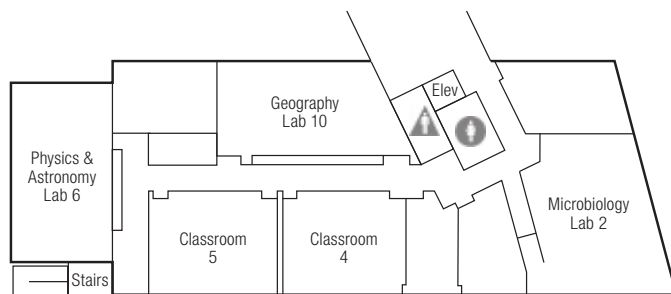 Elev
Geography
Lab 10
Physics &
Astronomy
Lab 6
Microbiology
Lab 2
Classroom
5
Classroom
4
Stairs